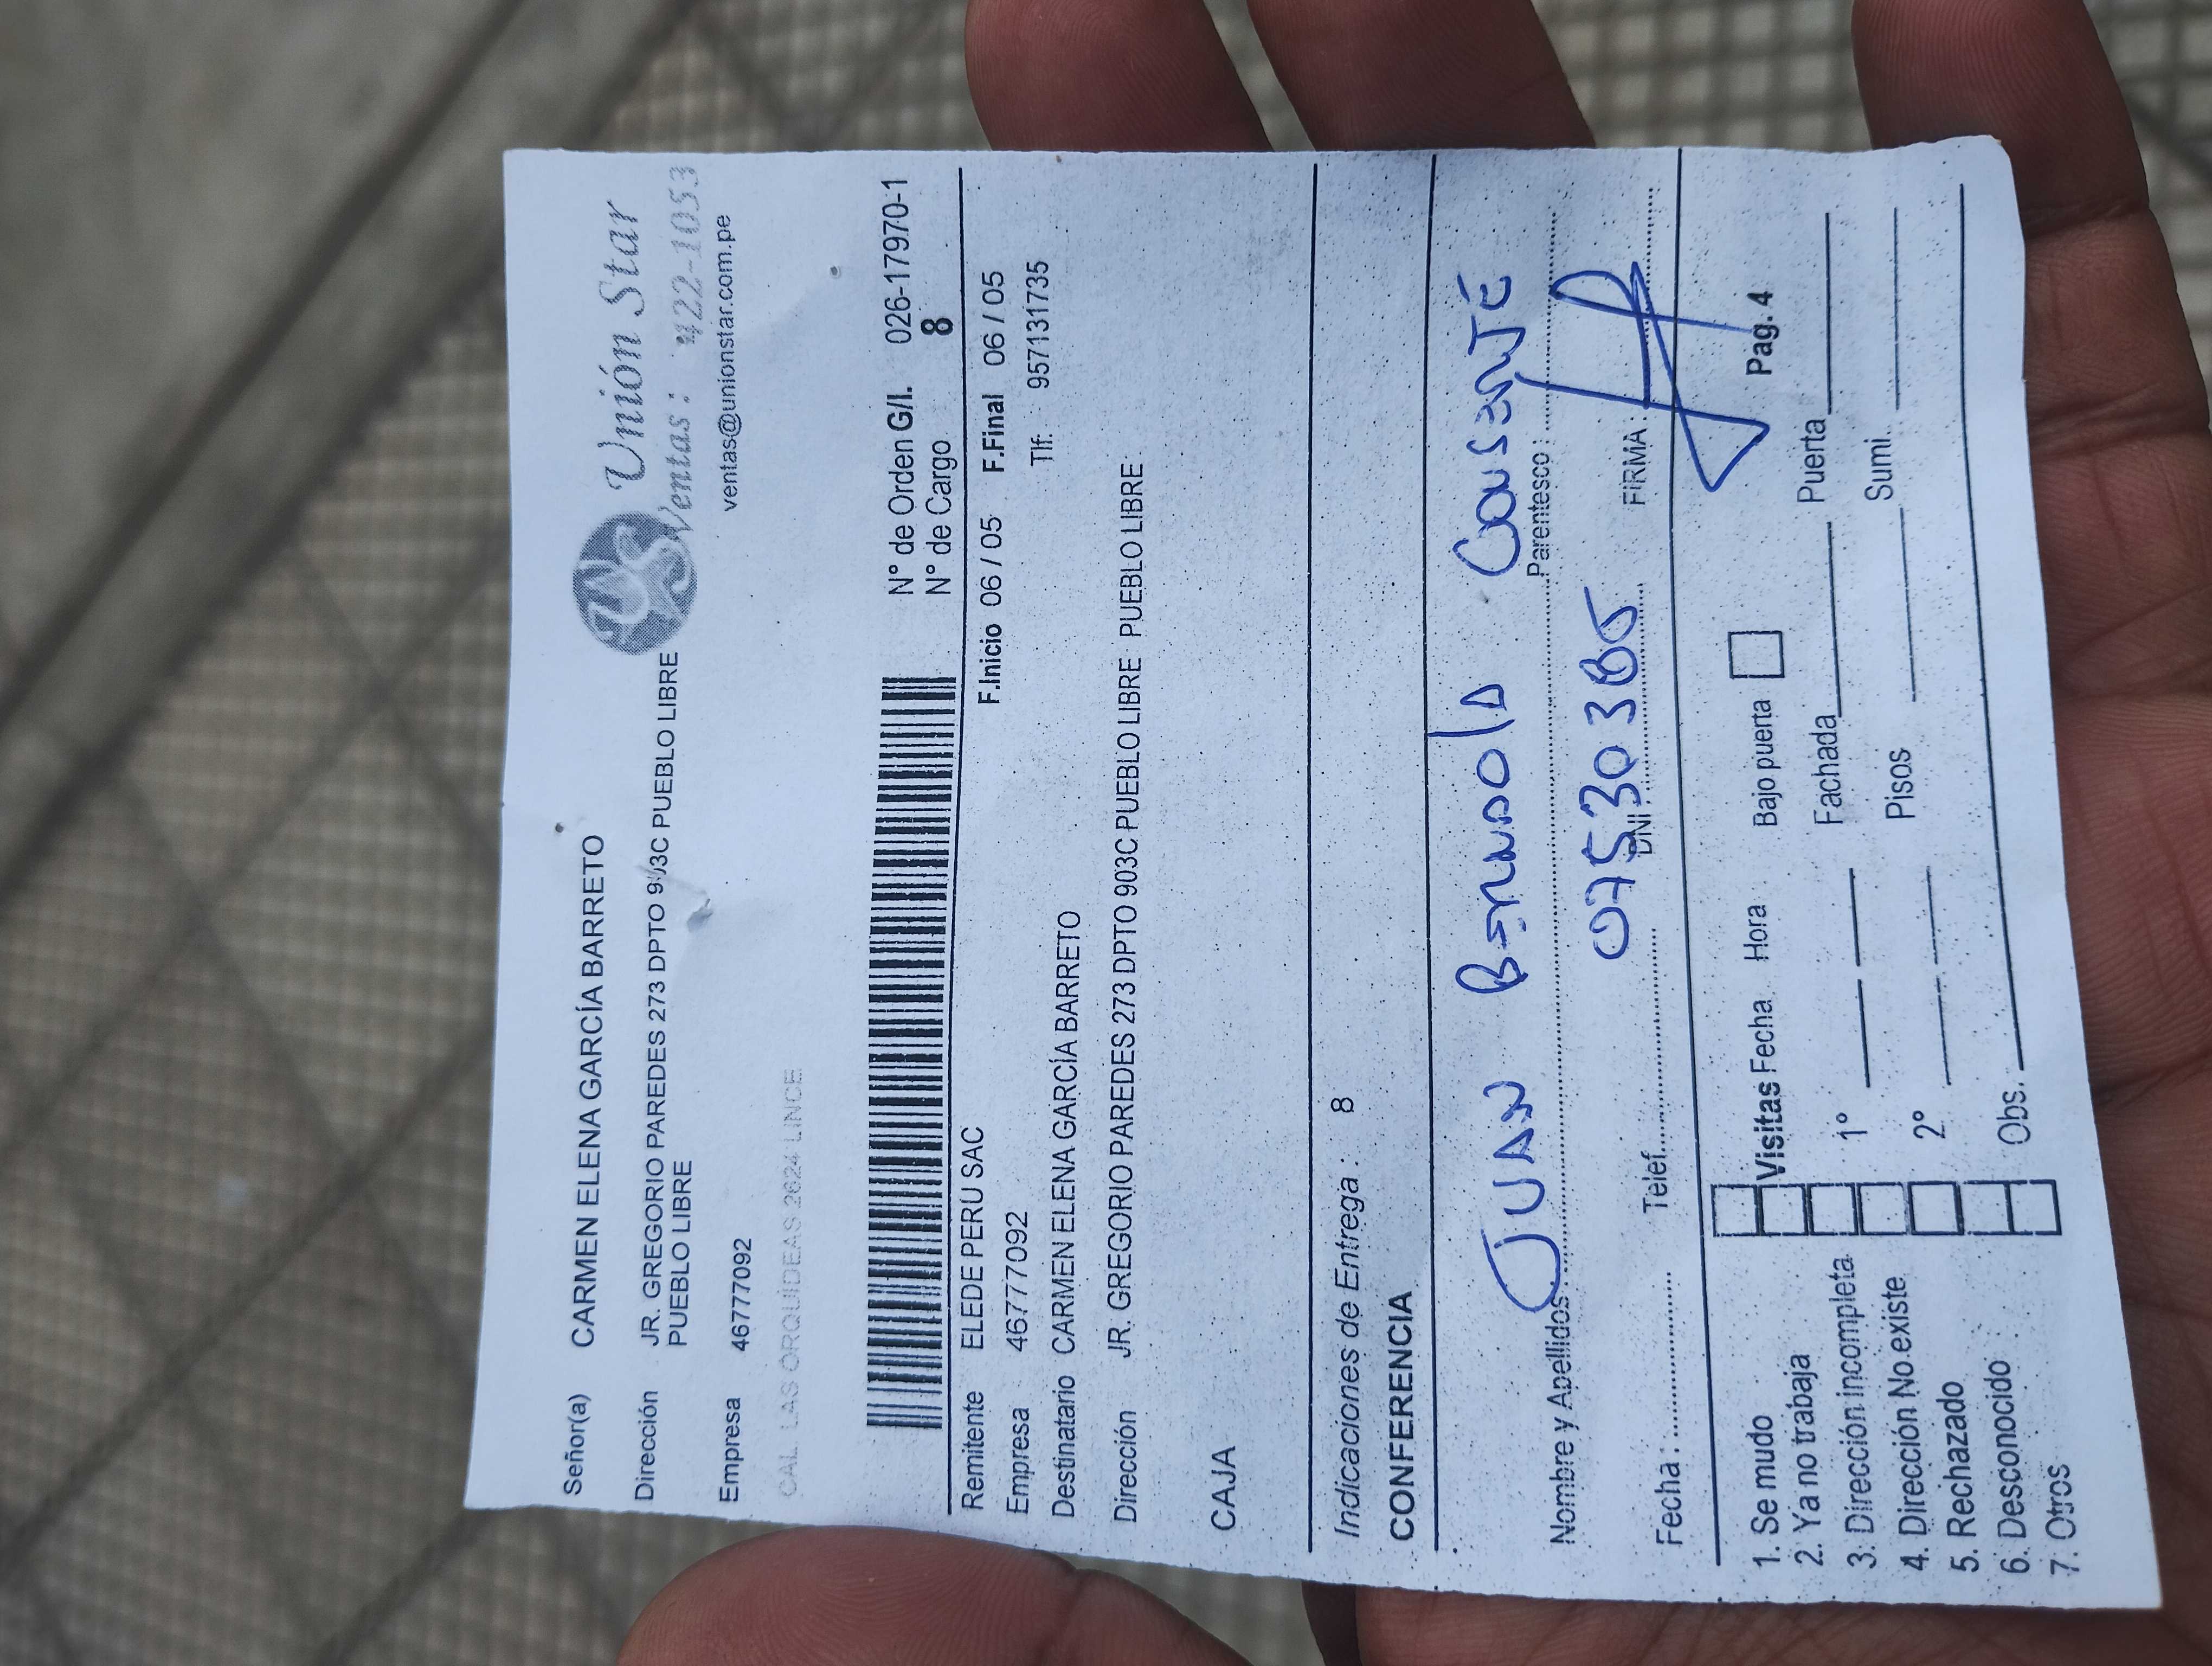 Unión Star
Ventas: 422-1053
ventas@unionstar.com.pe
Señor(a) CARMEN ELENA GARCÍA BARRETO
Dirección JR. GREGORIO PAREDES 273 DPTO 903C PUEBLO LIBRE
PUEBLO LIBRE
Empresa 46777092
CAL. LAS ORQUIDEAS 2624 LINCE
N° de Orden G/I. 026-17970-1
N° de Cargo 8
F.Inicio 06 / 05 F.Final 06 / 05
Remitente ELEDE PERU SAC
Empresa 46777092 Tlf: 957131735
Destinatario CARMEN ELENA GARCÍA BARRETO
Dirección JR. GREGORIO PAREDES 273 DPTO 903C PUEBLO LIBRE PUEBLO LIBRE
CAJA
Indicaciones de Entrega : 8
CONFERENCIA
JUAN
Nombre y Apellidos Parentesco :
07530385
Fecha : Telef. DNI FIRMA
Pag. 4
1. Se mudo Visitas Fecha Hora Bajo puerta
2. Ya no trabaja
3. Dirección incompleta 1° Fachada Puerta
4. Dirección No existe
5. Rechazado 2° Pisos Sumi.
6. Desconocido
7. Otros Obs.